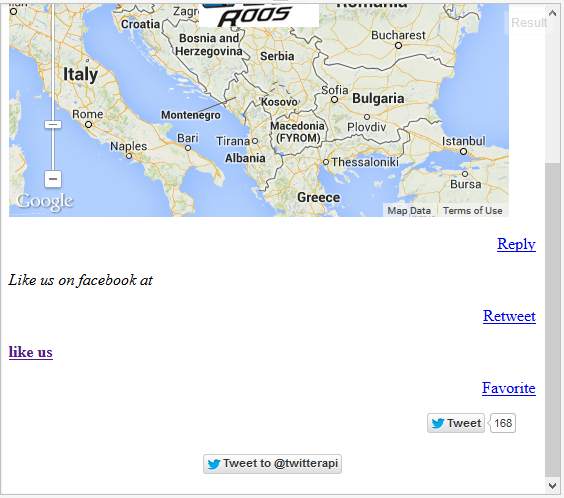 ROOS
Romania
Result
Croatia
Zagr
Bosnia and
Herzegovina
Bucharest
Serbia
Italy
Sofia
Bulgaria
Kosovo
Rome
Montenegro
Plovdiv
Macedonia
(FYROM)
Bari
Tirana
Istanbul
Naples
Albania
Thessaloniki
Bursa
Greece
Google
Map Data
Terms of Use
Reply
Like us on facebook at
Retweet
like us
Favorite
Tweet
168
Tweet to @twitterapi